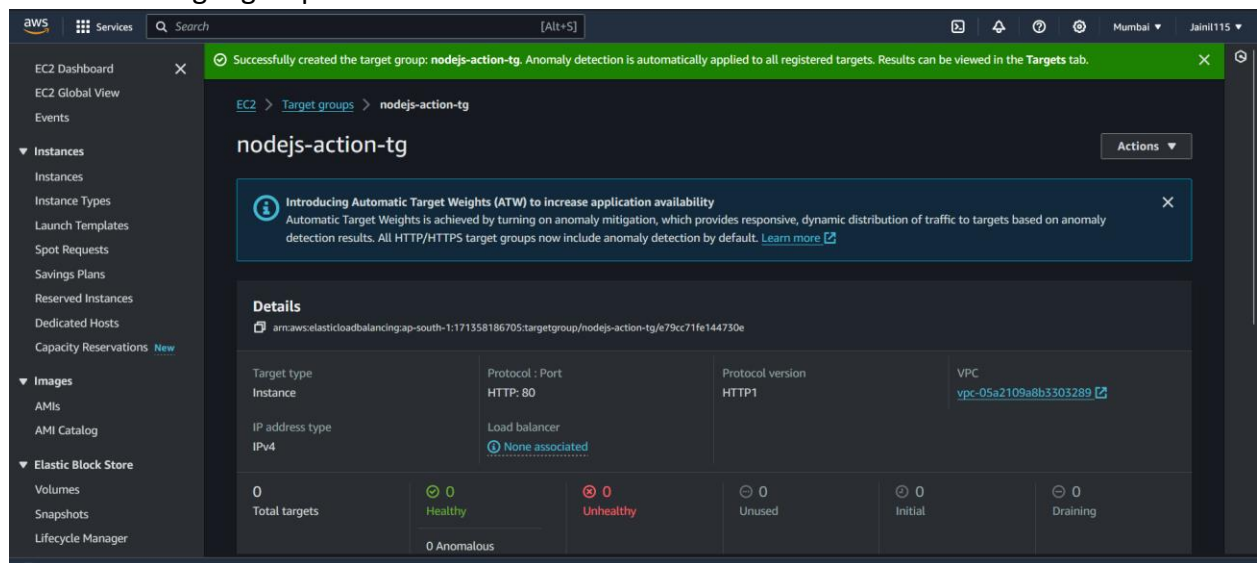 aws
Services
Search
[Alt+S]
Mumbai ▼
Jainil115 ▼
EC2 Dashboard
EC2 Global View
Events
▼ Instances
Instances
Instance Types
Launch Templates
Spot Requests
Savings Plans
Reserved Instances
Dedicated Hosts
Capacity Reservations New
▼ Images
AMIs
AMI Catalog
▼ Elastic Block Store
Volumes
Snapshots
Lifecycle Manager
Successfully created the target group: nodejs-action-tg. Anomaly detection is automatically applied to all registered targets. Results can be viewed in the Targets tab.
EC2 > Target groups > nodejs-action-tg
nodejs-action-tg
Actions ▼
Introducing Automatic Target Weights (ATW) to increase application availability
Automatic Target Weights is achieved by turning on anomaly mitigation, which provides responsive, dynamic distribution of traffic to targets based on anomaly
detection results. All HTTP/HTTPS target groups now include anomaly detection by default. Learn more
Details
arn:aws:elasticloadbalancing:ap-south-1:171358186705:targetgroup/nodejs-action-tg/e79cc71fe144730e
Target type
Instance
Protocol : Port
HTTP: 80
Protocol version
HTTP1
VPC
vpc-05a2109a8b3303289
IP address type
IPv4
Load balancer
None associated
0
Total targets
0
Healthy
0 Anomalous
0
Unhealthy
0
Unused
0
Initial
0
Draining